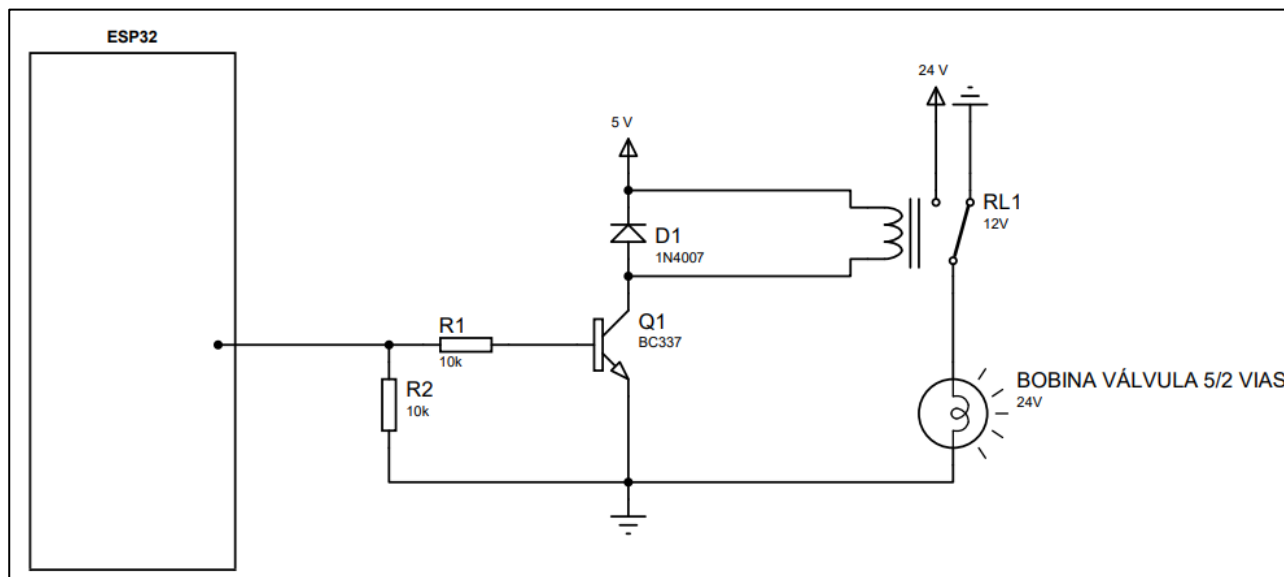 ESP32
24 V
5 V
RL1
12V
D1
1N4007
R1
10k
Q1
BC337
R2
10k
BOBINA VÁLVULA 5/2 VIAS
24V